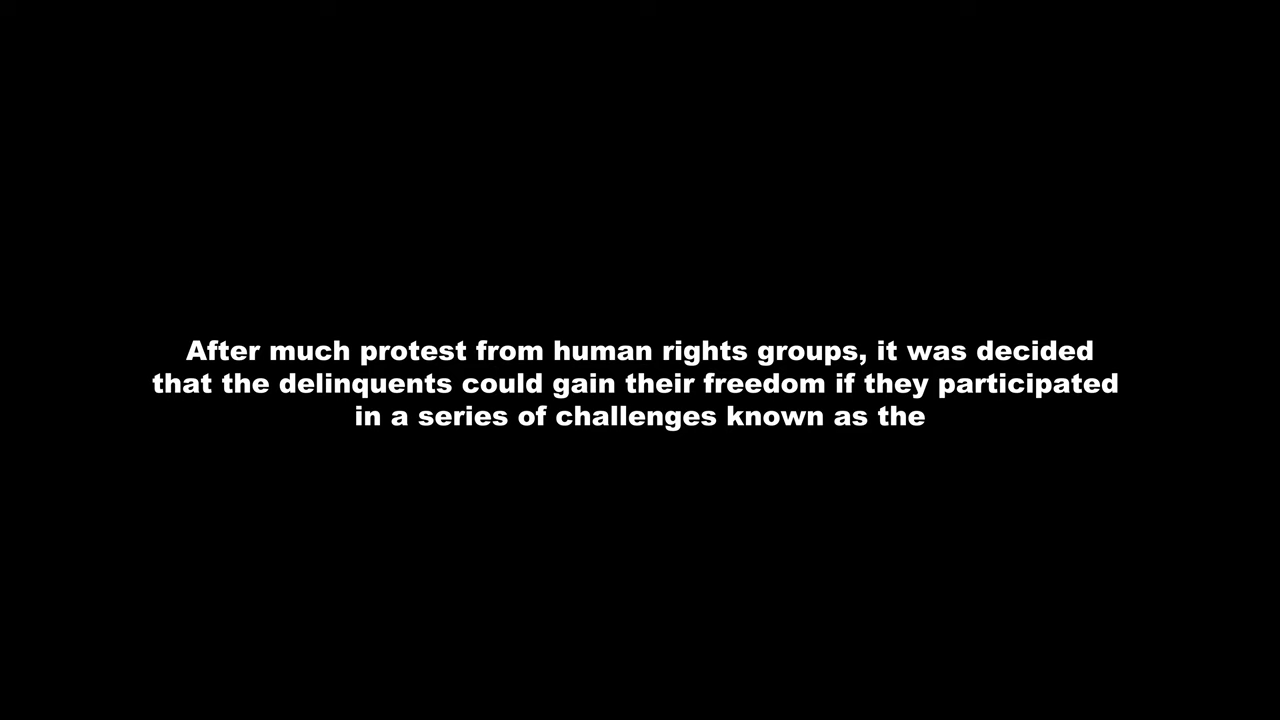 After much protest from human rights groups, it was decided
that the delinquents could gain their freedom if they participated
in a series of challenges known as the